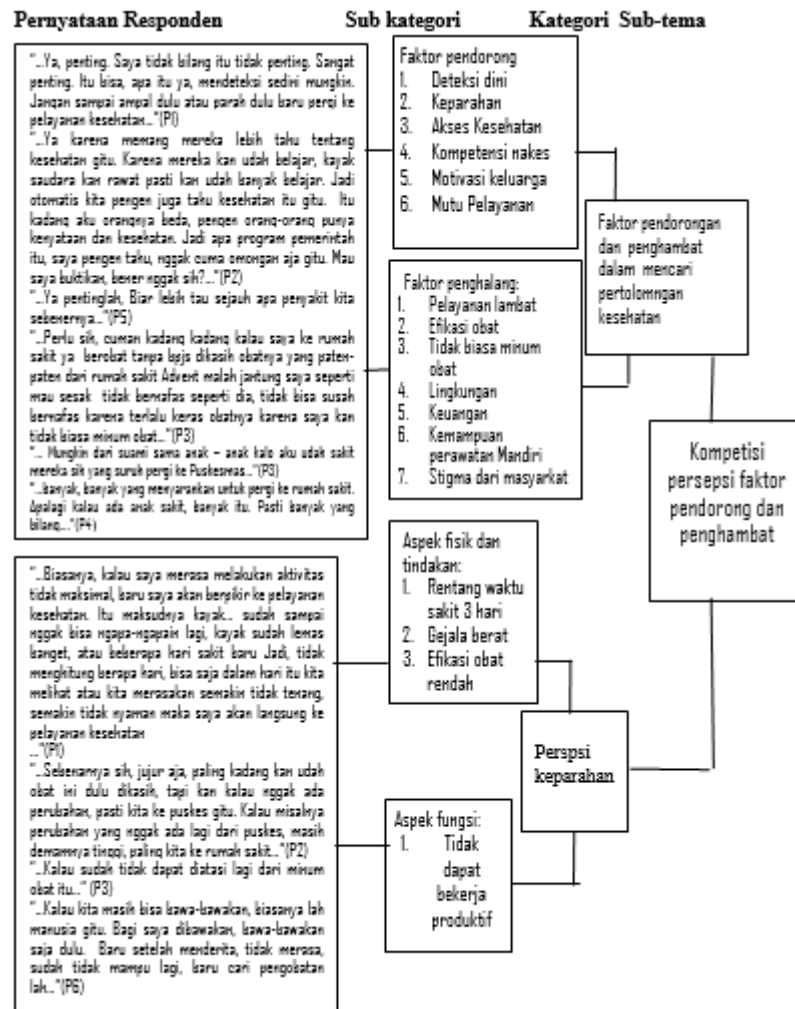 Pernyataan Responden
Sub kategori
Kategori Sub-tema
"...Ya, penting. Saya tidak bilang itu tidak penting. Sangat
penting. Itu bisa, apa itu ya, mendeteksi sedini mungkin.
Jangan sampai ampal dulu atau parah dulu baru pergi ke
pelayanan kesehatan..."(P1)
"...Ya karena memang mereka lebih tahu tentang
kesehatan gitu. Karena mereka kan udah belajar, kayak
saudara kan rawat pasti kan udah banyak belajar. Jadi
otomatis kita pengen juga tahu kesehatan itu gitu. Itu
kadang aku orangnya beda, pengen orang-orang punya
kenyataan dan kesehatan. Jadi apa program pemerintah
itu, saya pengen tahu, nggak cuma omongan aja gitu. Mau
saya buktikan, bener nggak sih?..."(P2)
"...Ya pentinglah, Biar lebih tau sejauh apa penyakit kita
sebenernya..."(P5)
"...Perlu sih, cuman kadang kadang kalau saya ke rumah
sakit ya berobat tanpa bpjs dikasih obatnya yang paten-
paten dari rumah sakit Advent malah jantung saya seperti
mau sesak tidak bernafas seperti dia, tidak bisa susah
bernafas karena terlalu keras obatnya karena saya kan
tidak biasa minum obat..."(P3)
"... Mungkin dari suami sama anak – anak kalo aku udah sakit
mereka sih yang suruh pergi ke Puskesmas..."(P3)
"...banyak, banyak yang menyarankan untuk pergi ke rumah sakit.
Apalagi kalau ada anak sakit, banyak itu. Pasti banyak yang
bilang..."(P4)
Faktor pendorong
1. Deteksi dini
2. Keparahan
3. Akses Kesehatan
4. Kompetensi nakes
5. Motivasi keluarga
6. Mutu Pelayanan
Faktor penghalang:
1. Pelayanan lambat
2. Efikasi obat
3. Tidak biasa minum
obat
4. Lingkungan
5. Keuangan
6. Kemampuan
perawatan Mandiri
7. Stigma dari masyarkat
Faktor pendorongan
dan penghambat
dalam mencari
pertolomngan
kesehatan
Kompetisi
persepsi faktor
pendorong dan
penghambat
"...Biasanya, kalau saya merasa melakukan aktivitas
tidak maksimal, baru saya akan berpikir ke pelayanan
kesehatan. Itu maksudnya kayak... sudah sampai
nggak bisa ngapa-ngapain lagi, kayak sudah lemas
banget, atau beberapa hari sakit baru Jadi, tidak
menghitung berapa hari, bisa saja dalam hari itu kita
melihat atau kita merasakan semakin tidak tenang,
semakin tidak nyaman maka saya akan langsung ke
pelayanan kesehatan
..."(P1)
"...Sebenarnya sih, jujur aja, paling kadang kan udah
obat ini dulu dikasih, tapi kan kalau nggak ada
perubahan, pasti kita ke puskes gitu. Kalau misalnya
perubahan yang nggak ada lagi dari puskes, masih
demamnya tinggi, paling kita ke rumah sakit..."(P2)
"...Kalau sudah tidak dapat diatasi lagi dari minum
obat itu..." (P3)
"...Kalau kita masih bisa bawa-bawakan, biasanya lah
manusia gitu. Bagi saya dibawakan, bawa-bawakan
saja dulu. Baru setelah menderita, tidak merasa,
sudah tidak mampu lagi, baru cari pengobatan
lah..."(P6)
Aspek fisik dan
tindakan:
1. Rentang waktu
sakit 3 hari
2. Gejala berat
3. Efikasi obat
rendah
Aspek fungsi:
1. Tidak
dapat
bekerja
produktif
Perspsi
keparahan